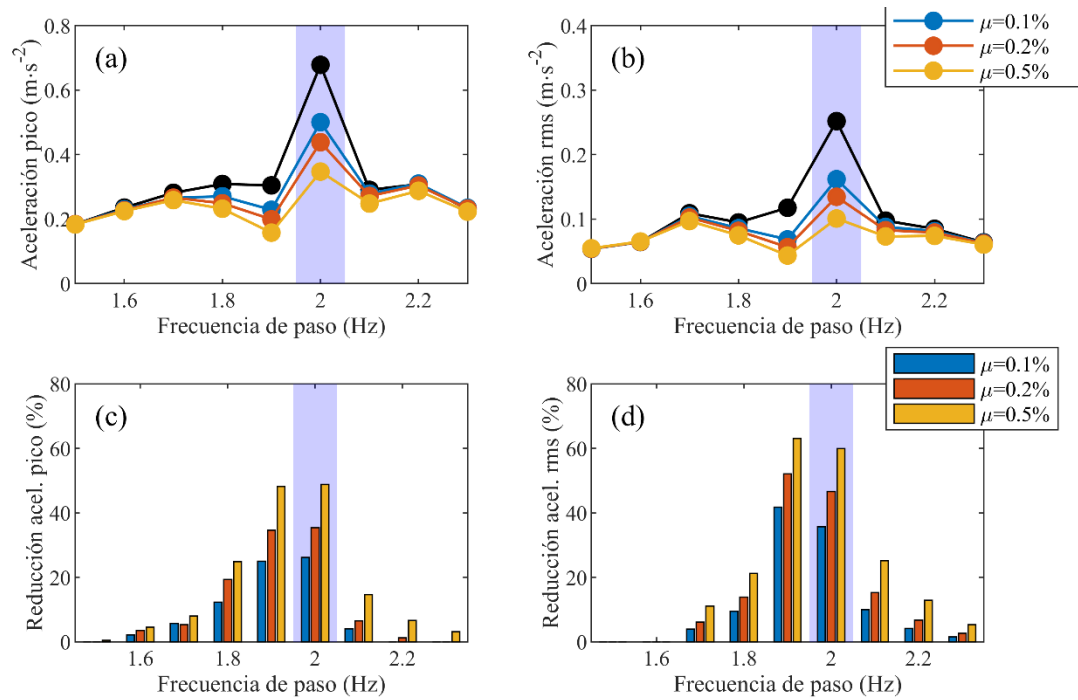 (a)
Aceleración pico (m·s⁻²)
0.8
0.6
0.4
0.2
0
1.6
1.8
2
2.2
Frecuencia de paso (Hz)
(b)
Aceleración rms (m·s⁻²)
0.4
0.3
0.2
0.1
0
1.6
1.8
2
2.2
Frecuencia de paso (Hz)
μ=0.1%
μ=0.2%
μ=0.5%
(c)
Reducción acel. pico (%)
80
60
40
20
0
1.6
1.8
2
2.2
Frecuencia de paso (Hz)
(d)
Reducción acel. rms (%)
80
60
40
20
0
1.6
1.8
2
2.2
Frecuencia de paso (Hz)
μ=0.1%
μ=0.2%
μ=0.5%